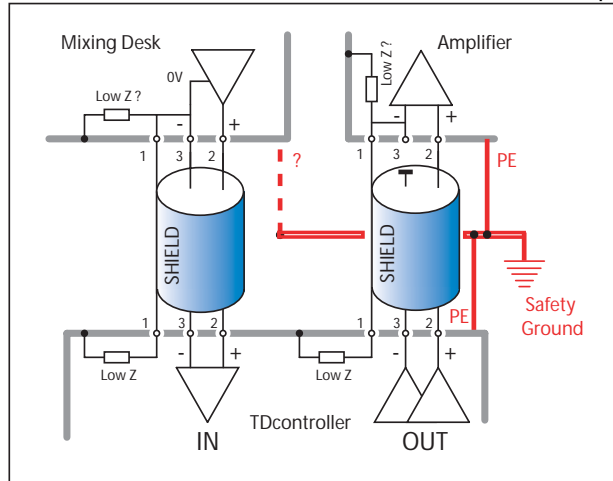 Mixing Desk
Amplifier
0V
Low Z ?
Low Z ?
- +
- +
1 3 2
1 3 2
?
PE
SHIELD
SHIELD
Safety
Ground
PE
1 3 2
1 3 2
- +
- +
Low Z
Low Z
TDcontroller
IN
OUT